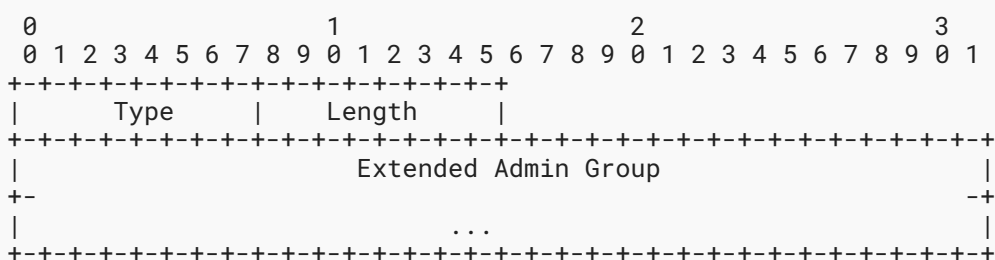 0                   1                   2                   3
 0 1 2 3 4 5 6 7 8 9 0 1 2 3 4 5 6 7 8 9 0 1 2 3 4 5 6 7 8 9 0 1
+-+-+-+-+-+-+-+-+-+-+-+-+-+-+-+-+
|      Type     |    Length     |
+-+-+-+-+-+-+-+-+-+-+-+-+-+-+-+-+-+-+-+-+-+-+-+-+-+-+-+-+-+-+-+-+
|                      Extended Admin Group                     |
+-                                                             -+
|                            ...                                |
+-+-+-+-+-+-+-+-+-+-+-+-+-+-+-+-+-+-+-+-+-+-+-+-+-+-+-+-+-+-+-+-+